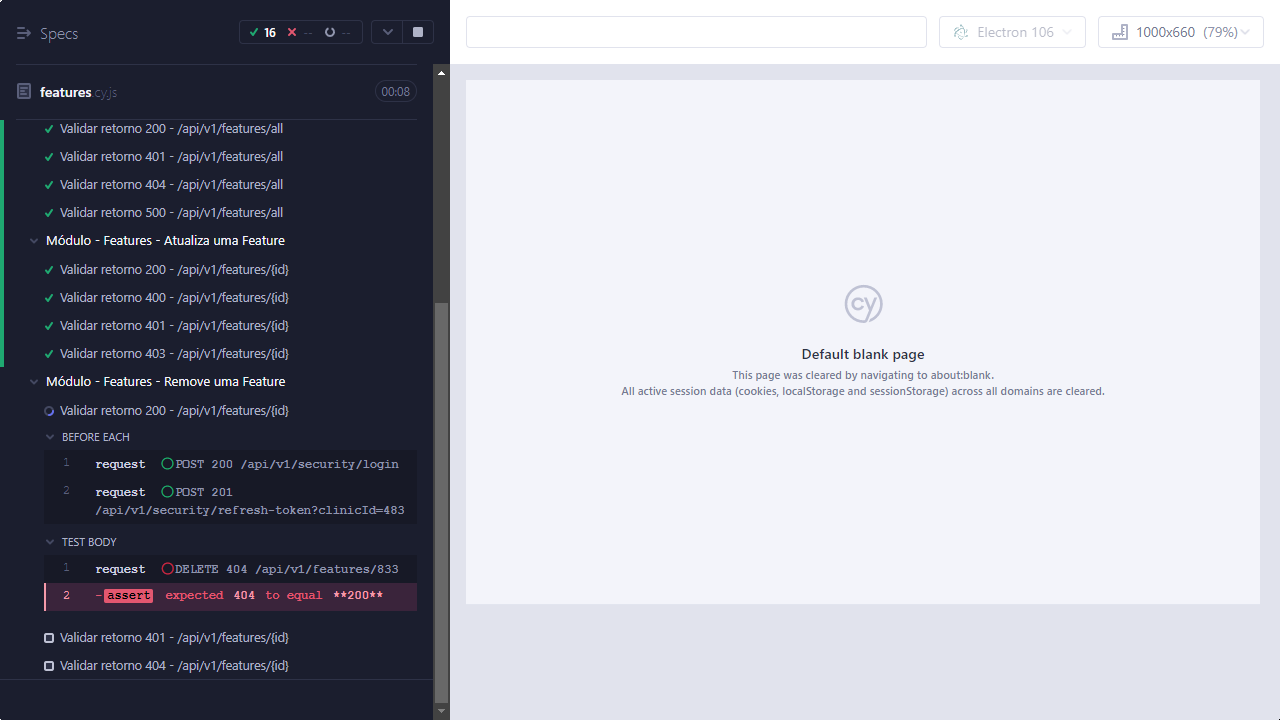 Specs
16 -- --
Electron 106
1000x660 (79%)
features.cy.js
00:08
Validar retorno 200 - /api/v1/features/all
Validar retorno 401 - /api/v1/features/all
Validar retorno 404 - /api/v1/features/all
Validar retorno 500 - /api/v1/features/all
Módulo - Features - Atualiza uma Feature
Validar retorno 200 - /api/v1/features/{id}
Validar retorno 400 - /api/v1/features/{id}
Validar retorno 401 - /api/v1/features/{id}
Validar retorno 403 - /api/v1/features/{id}
Módulo - Features - Remove uma Feature
Validar retorno 200 - /api/v1/features/{id}
BEFORE EACH
1 request POST 200 /api/v1/security/login
2 request POST 201
/api/v1/security/refresh-token?clinicId=483
TEST BODY
1 request DELETE 404 /api/v1/features/833
2 -assert expected 404 to equal **200**
Validar retorno 401 - /api/v1/features/{id}
Validar retorno 404 - /api/v1/features/{id}
cy
Default blank page
This page was cleared by navigating to about:blank.
All active session data (cookies, localStorage and sessionStorage) across all domains are cleared.